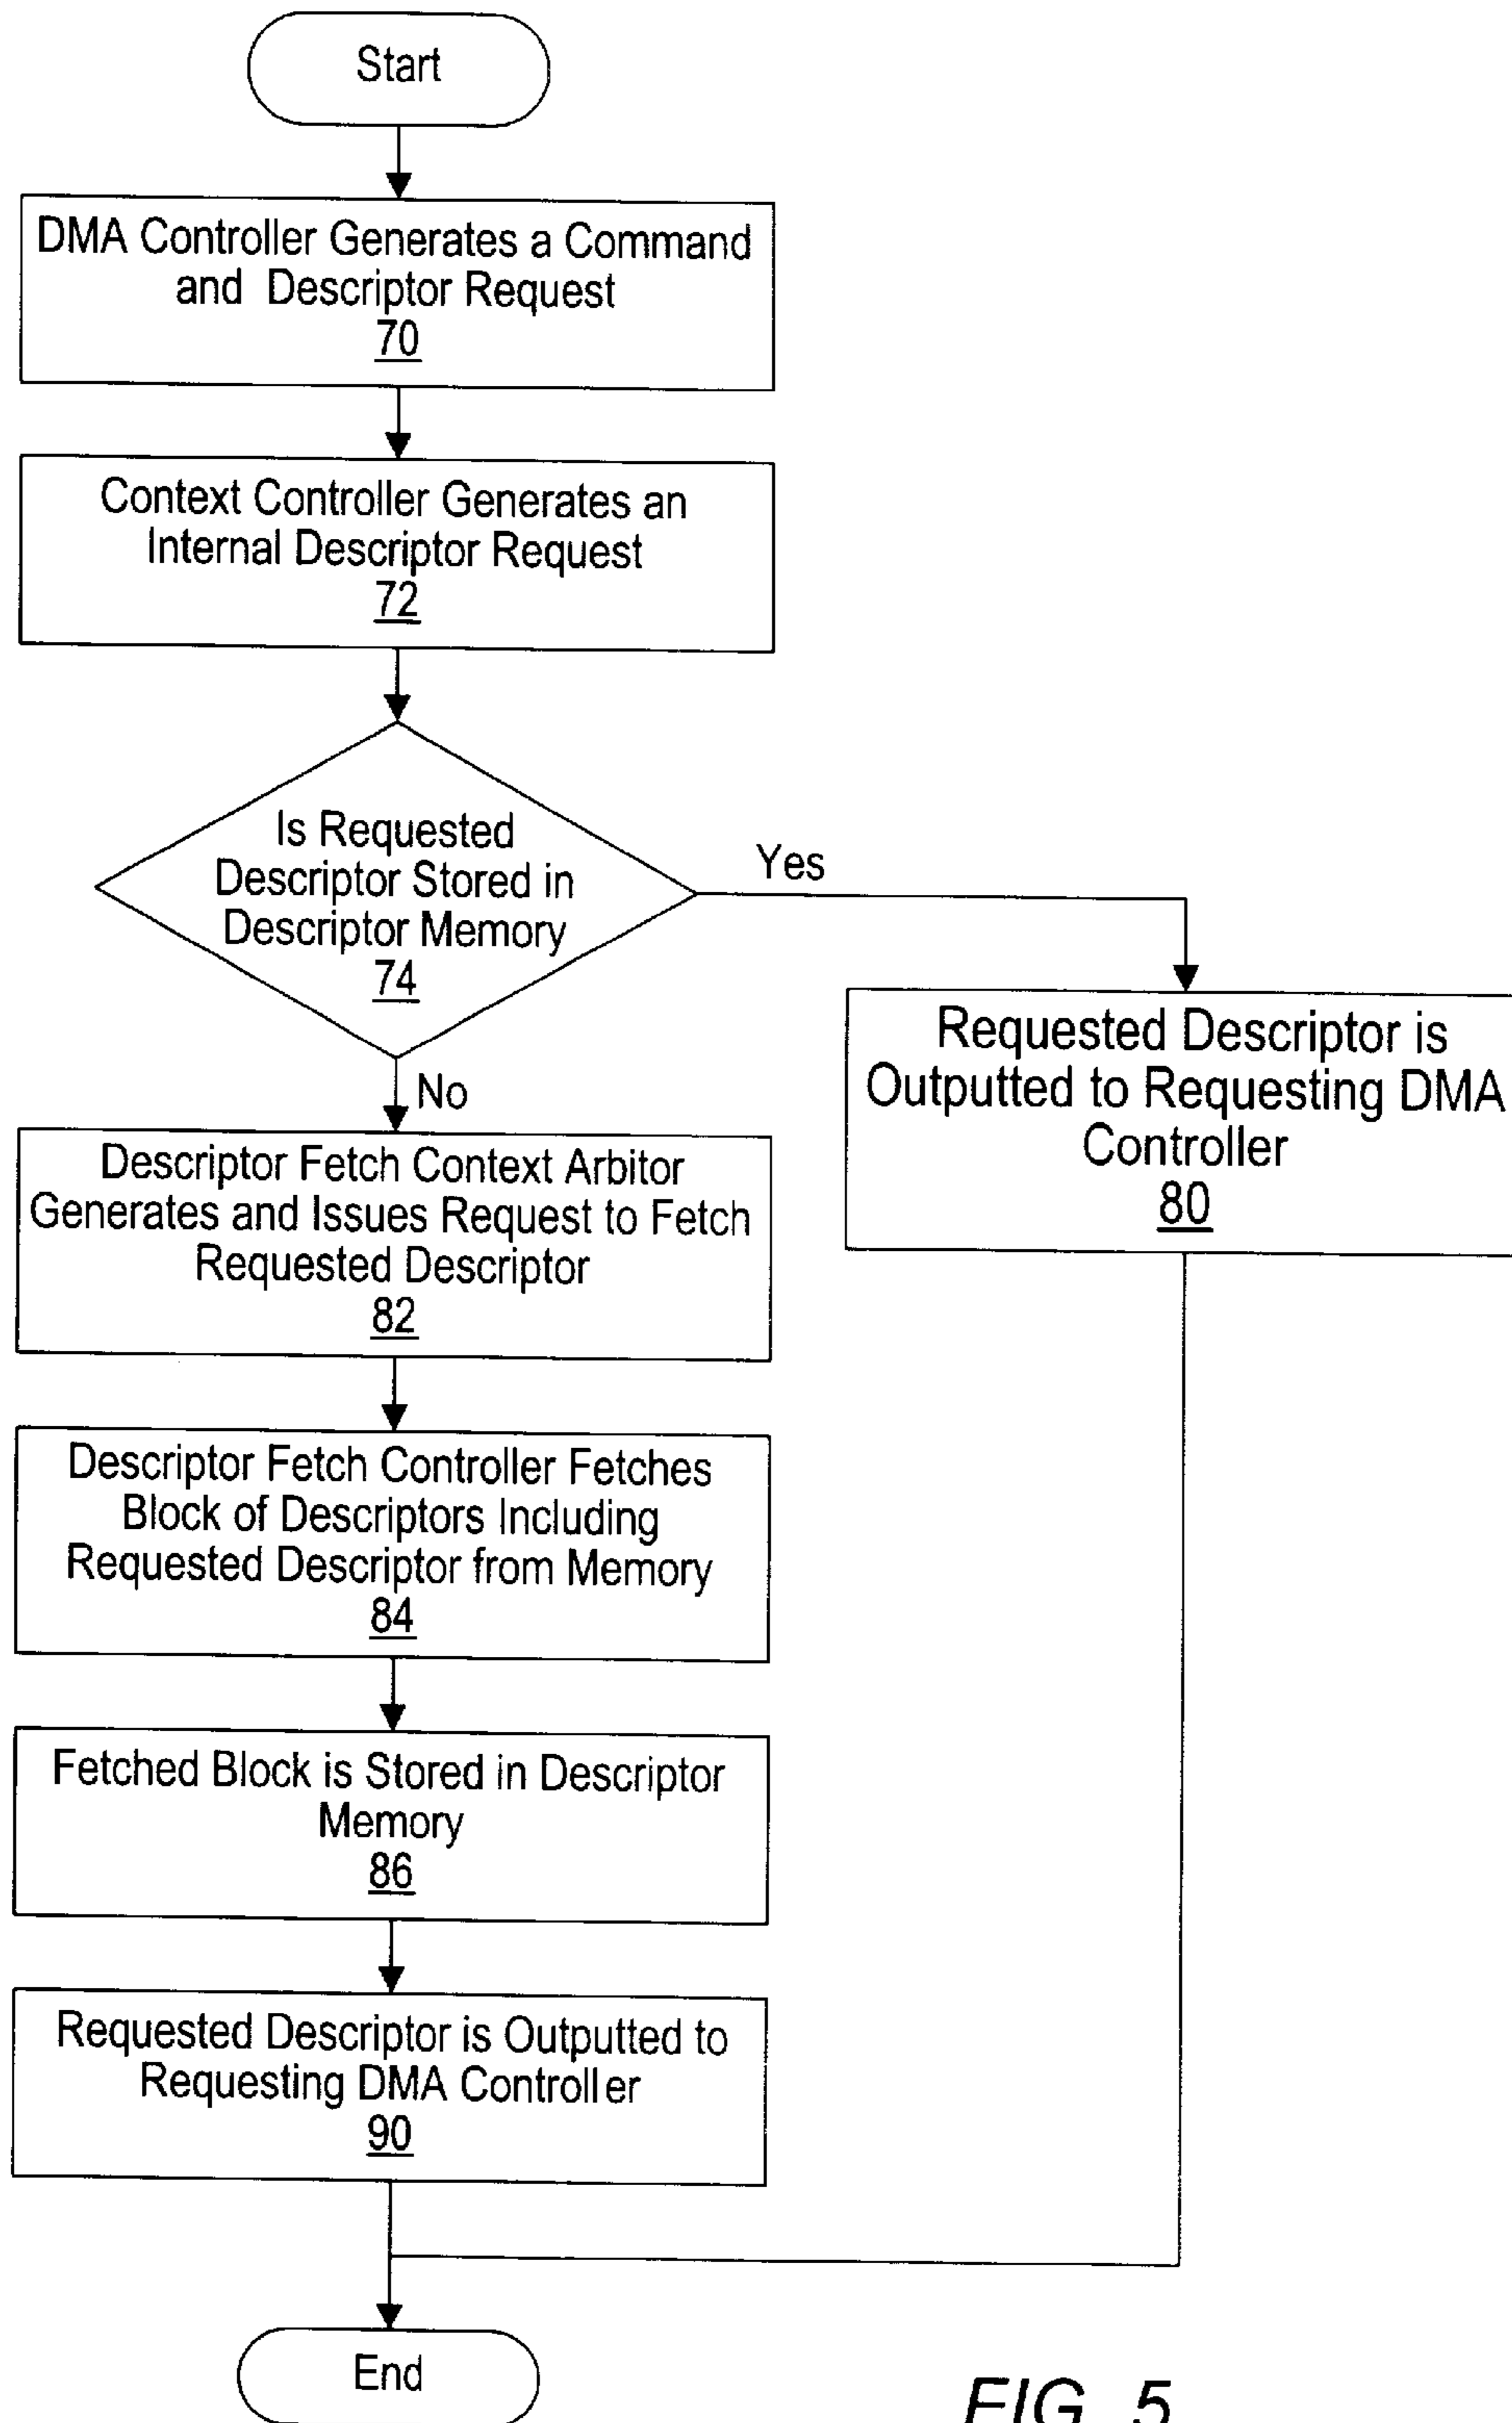 Start
DMA Controller Generates a Command
and Descriptor Request
70
Context Controller Generates an
Internal Descriptor Request
72
Is Requested
Descriptor Stored in
Descriptor Memory
74
Yes
No
Requested Descriptor is
Outputted to Requesting DMA
Controller
80
Descriptor Fetch Context Arbitor
Generates and Issues Request to Fetch
Requested Descriptor
82
Descriptor Fetch Controller Fetches
Block of Descriptors Including
Requested Descriptor from Memory
84
Fetched Block is Stored in Descriptor
Memory
86
Requested Descriptor is Outputted to
Requesting DMA Controller
90
End
FIG. 5